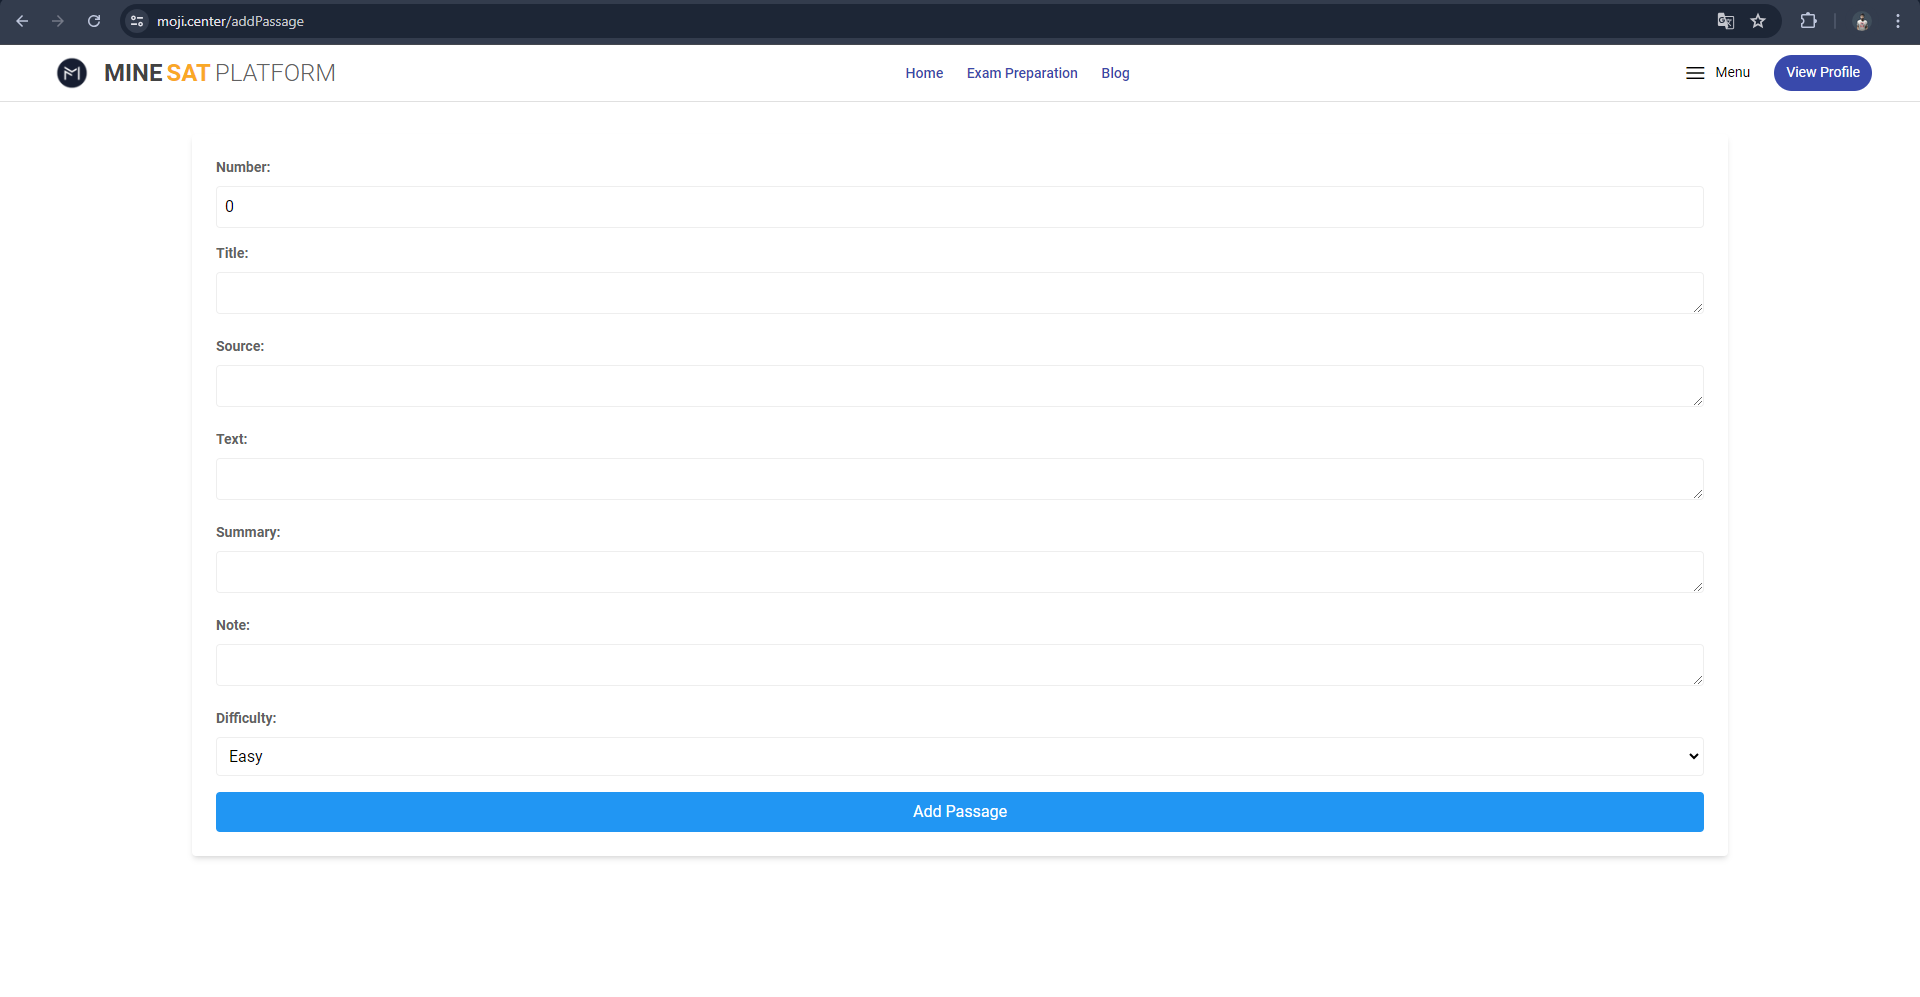 moji.center/addPassage
MINE SAT PLATFORM
Home Exam Preparation Blog
Menu
View Profile
Number:
0
Title:
Source:
Text:
Summary:
Note:
Difficulty:
Easy
Add Passage